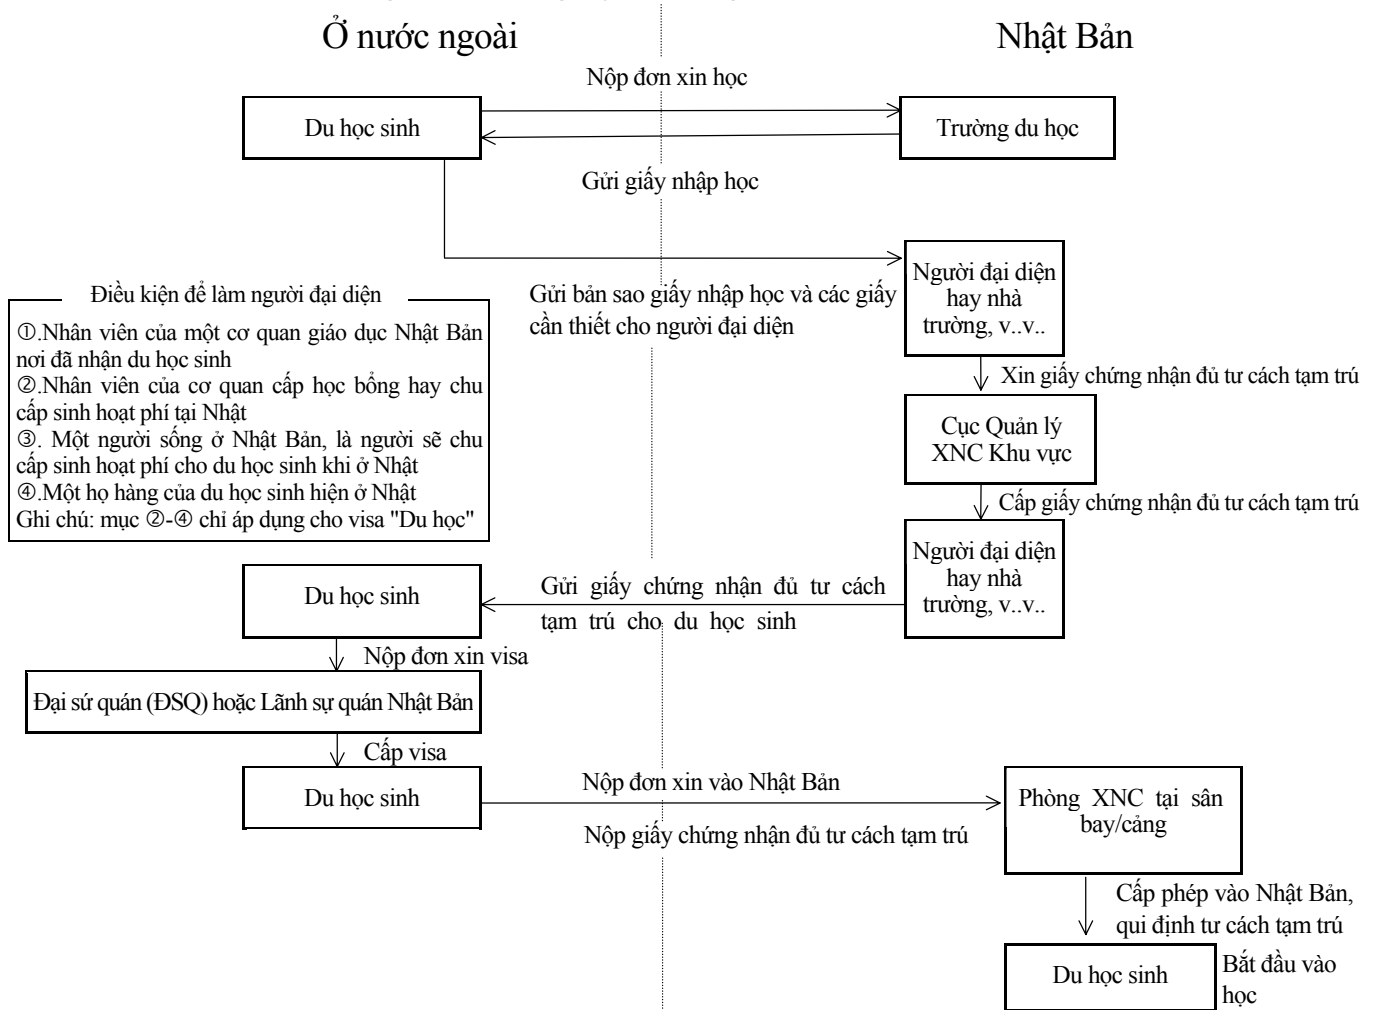 Ở nước ngoài
Nhật Bản
Nộp đơn xin học
Du học sinh
Trường du học
Gửi giấy nhập học
Người đại diện
hay nhà
trường, v..v..
Gửi bản sao giấy nhập học và các giấy
cần thiết cho người đại diện
Điều kiện để làm người đại diện
①.Nhân viên của một cơ quan giáo dục Nhật Bản
nơi đã nhận du học sinh
②.Nhân viên của cơ quan cấp học bổng hay chu
cấp sinh hoạt phí tại Nhật
③. Một người sống ở Nhật Bản, là người sẽ chu
cấp sinh hoạt phí cho du học sinh khi ở Nhật
④.Một họ hàng của du học sinh hiện ở Nhật
Ghi chú: mục ②-④ chỉ áp dụng cho visa "Du học"
Xin giấy chứng nhận đủ tư cách tạm trú
Cục Quản lý
XNC Khu vực
Cấp giấy chứng nhận đủ tư cách tạm trú
Người đại diện
hay nhà
trường, v..v..
Gửi giấy chứng nhận đủ tư cách
tạm trú cho du học sinh
Du học sinh
Nộp đơn xin visa
Đại sứ quán (ĐSQ) hoặc Lãnh sự quán Nhật Bản
Cấp visa
Du học sinh
Nộp đơn xin vào Nhật Bản
Nộp giấy chứng nhận đủ tư cách tạm trú
Phòng XNC tại sân
bay/cảng
Cấp phép vào Nhật Bản,
qui định tư cách tạm trú
Du học sinh
Bắt đầu vào
học